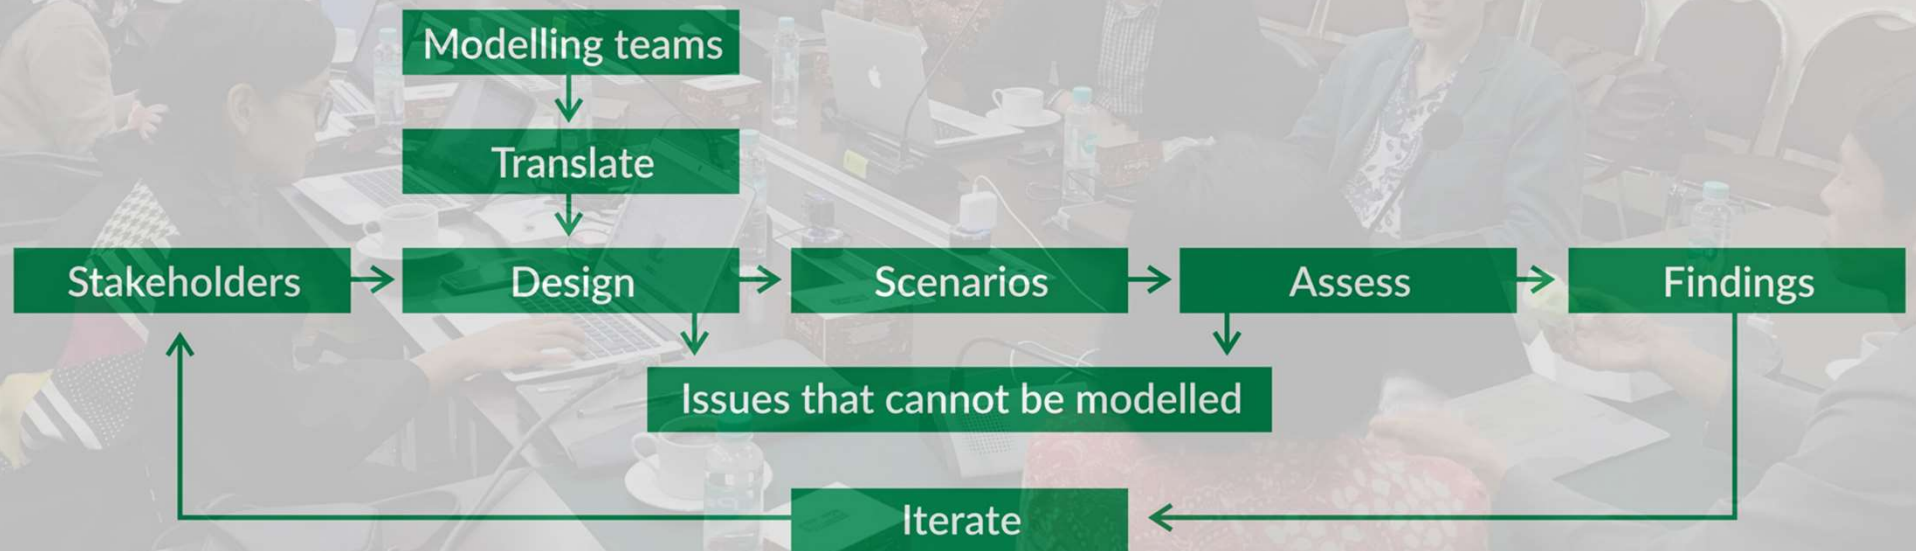 Modelling teams
Translate
Stakeholders
Design
Scenarios
Assess
Findings
Issues that cannot be modelled
Iterate